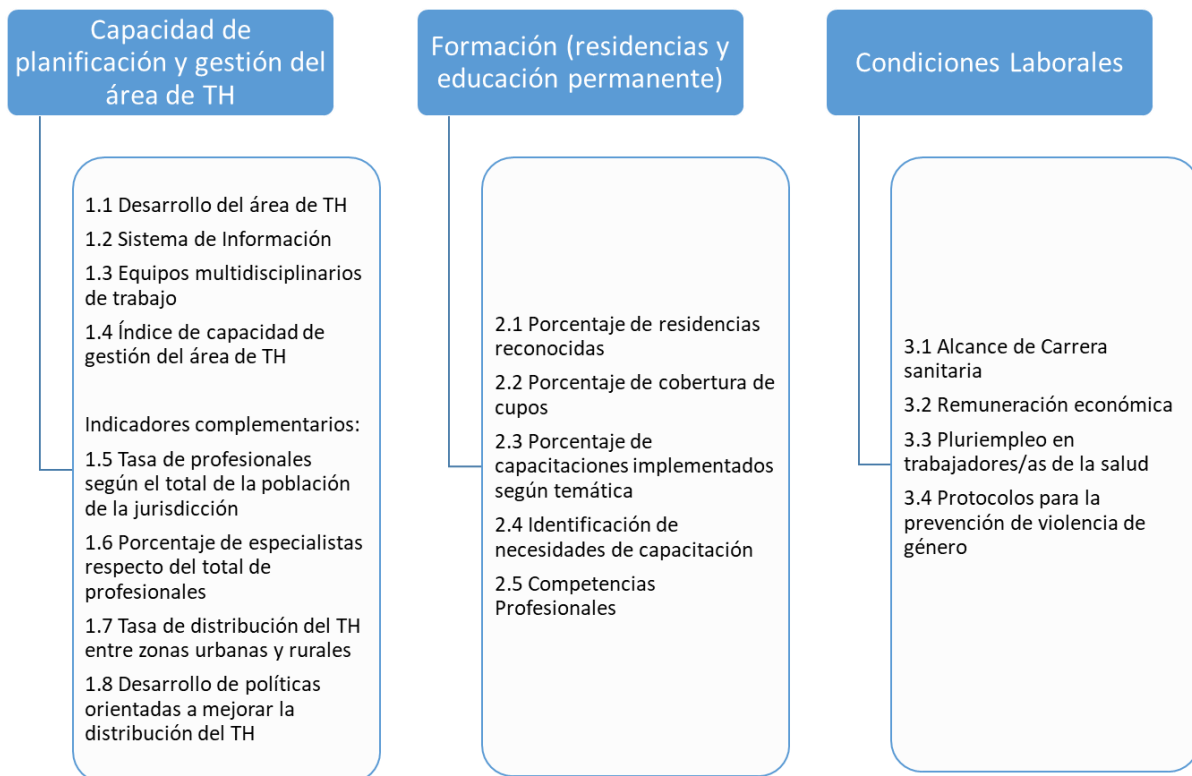 Capacidad de
planificación y gestión del
área de TH
1.1 Desarrollo del área de TH
1.2 Sistema de Información
1.3 Equipos multidisciplinarios
de trabajo
1.4 Índice de capacidad de
gestión del área de TH
Indicadores complementarios:
1.5 Tasa de profesionales
según el total de la población
de la jurisdicción
1.6 Porcentaje de especialistas
respecto del total de
profesionales
1.7 Tasa de distribución del TH
entre zonas urbanas y rurales
1.8 Desarrollo de políticas
orientadas a mejorar la
distribución del TH
Formación (residencias y
educación permanente)
2.1 Porcentaje de residencias
reconocidas
2.2 Porcentaje de cobertura de
cupos
2.3 Porcentaje de
capacitaciones implementados
según temática
2.4 Identificación de
necesidades de capacitación
2.5 Competencias
Profesionales
Condiciones Laborales
3.1 Alcance de Carrera
sanitaria
3.2 Remuneración económica
3.3 Pluriempleo en
trabajadores/as de la salud
3.4 Protocolos para la
prevención de violencia de
género